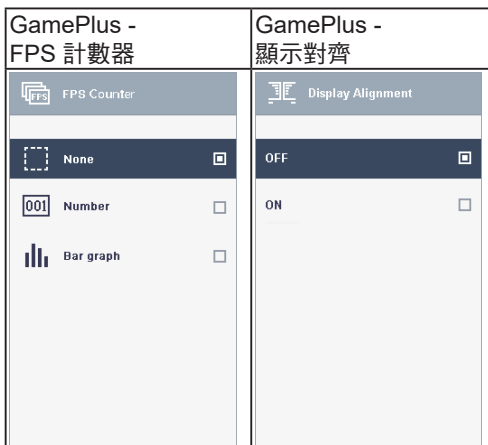 GamePlus -
FPS 計數器
GamePlus -
顯示對齊
FPS
FPS Counter
None
001
Number
Bar graph
Display Alignment
OFF
ON